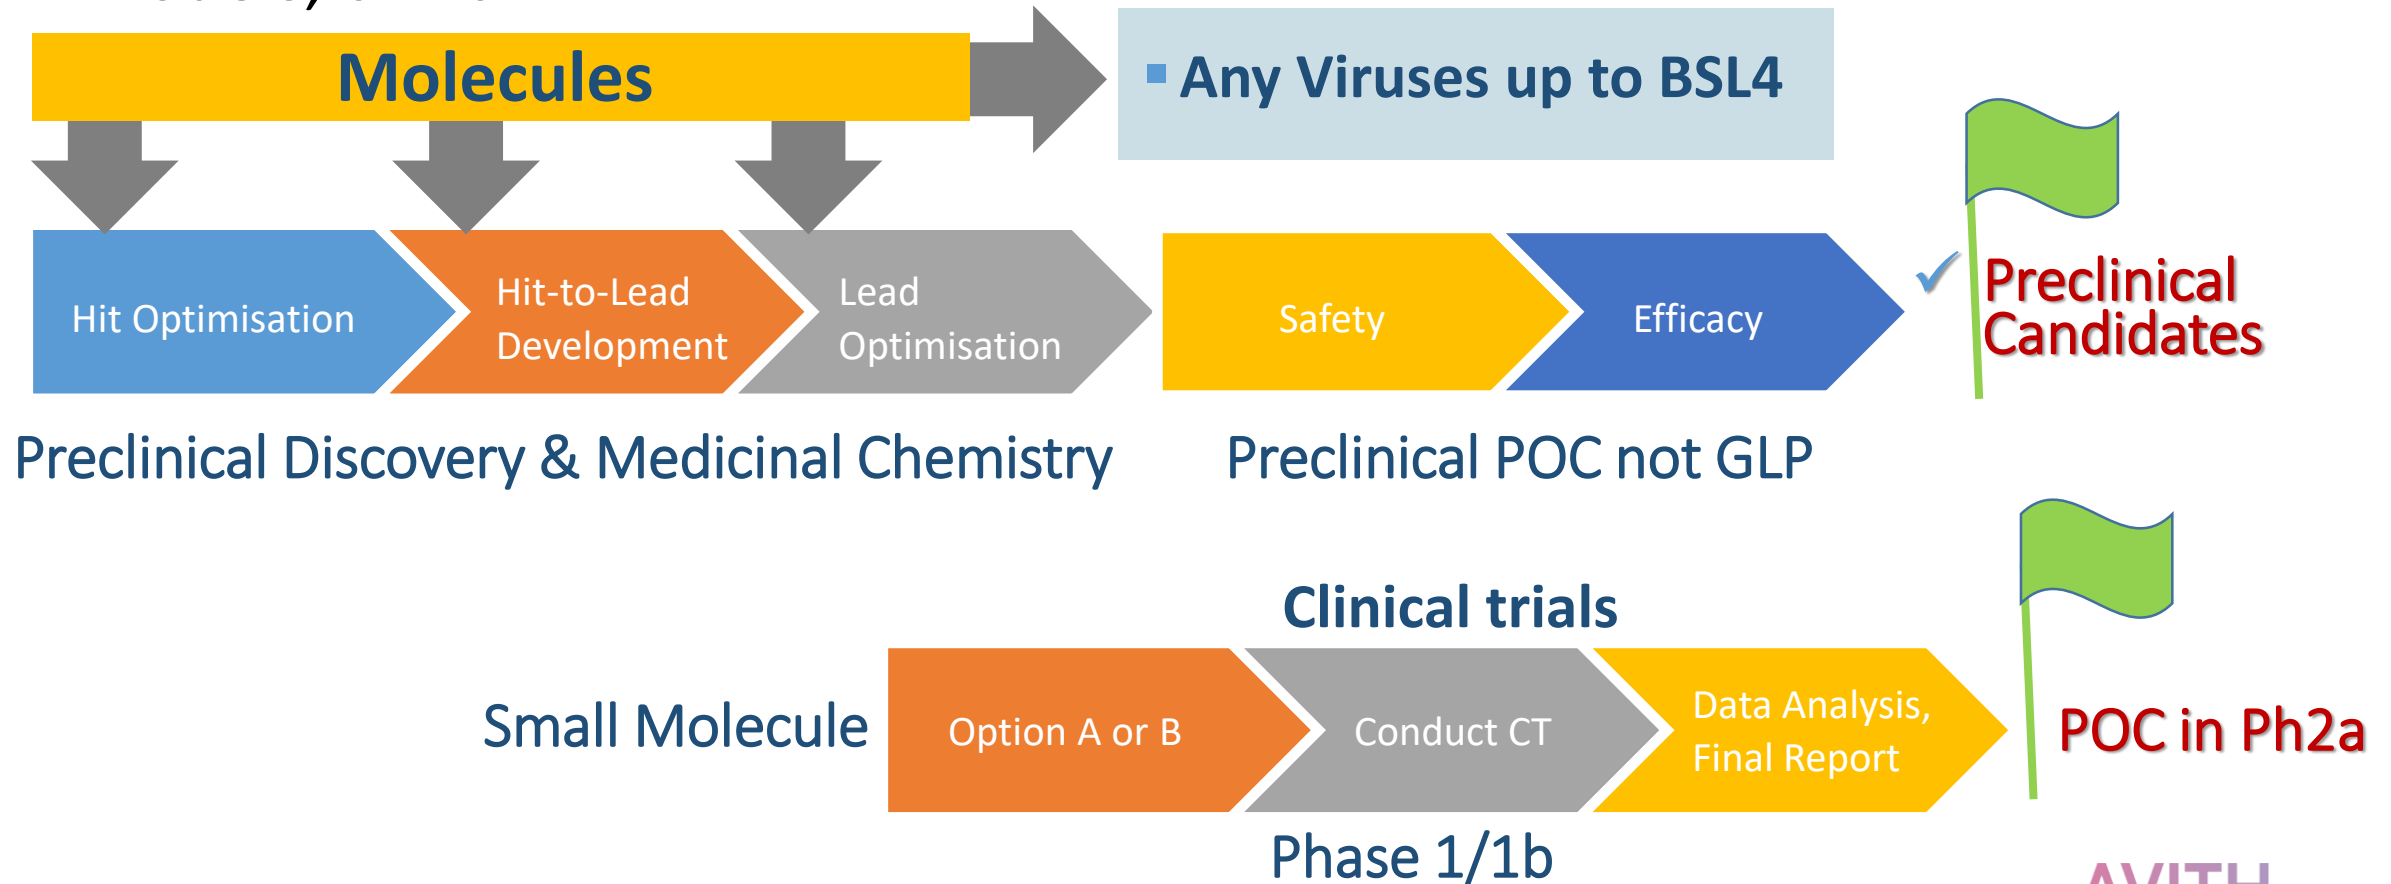 Molecules
▪ Any Viruses up to BSL4
Hit Optimisation
Hit-to-Lead
Development
Lead
Optimisation
Safety
Efficacy
✓ Preclinical
Candidates
Preclinical Discovery & Medicinal Chemistry
Preclinical POC not GLP
Clinical trials
Small Molecule
Option A or B
Conduct CT
Data Analysis,
Final Report
POC in Ph2a
Phase 1/1b